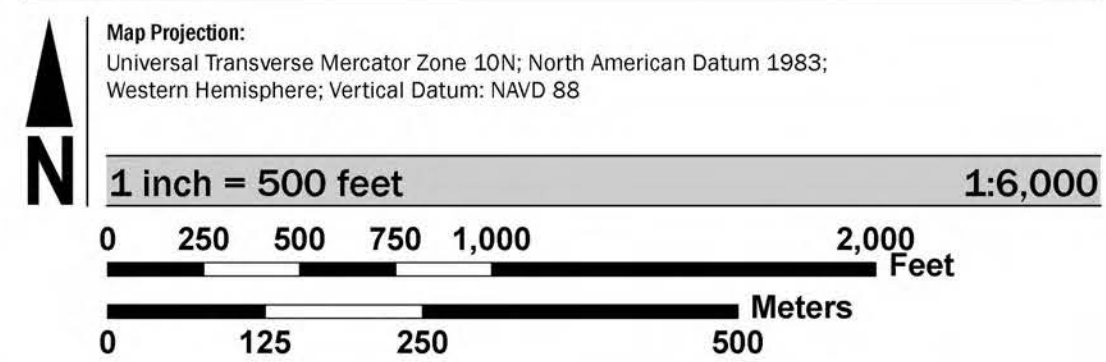 Map Projection:
Universal Transverse Mercator Zone 10N; North American Datum 1983;
Western Hemisphere; Vertical Datum: NAVD 88
N
1 inch = 500 feet 1:6,000
0 250 500 750 1,000 2,000
Feet
Meters
0 125 250 500